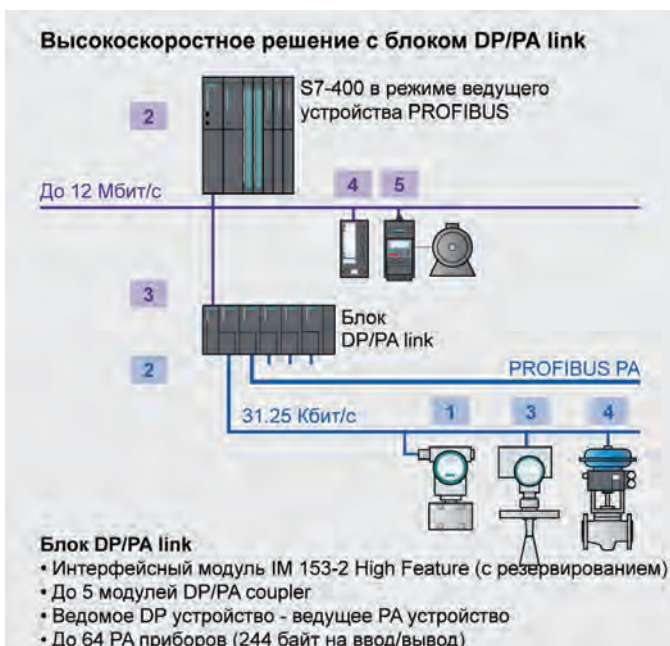 Высокоскоростное решение с блоком DP/PA link
S7-400 в режиме ведущего
устройства PROFIBUS
2
До 12 Мбит/с
4
5
3
Блок
DP/PA link
2
PROFIBUS PA
31.25 Кбит/с
1
3
4
Блок DP/PA link
• Интерфейсный модуль IM 153-2 High Feature (с резервированием)
• До 5 модулей DP/PA coupler
• Ведомое DP устройство - ведущее PA устройство
• До 64 PA приборов (244 байт на ввод/вывод)